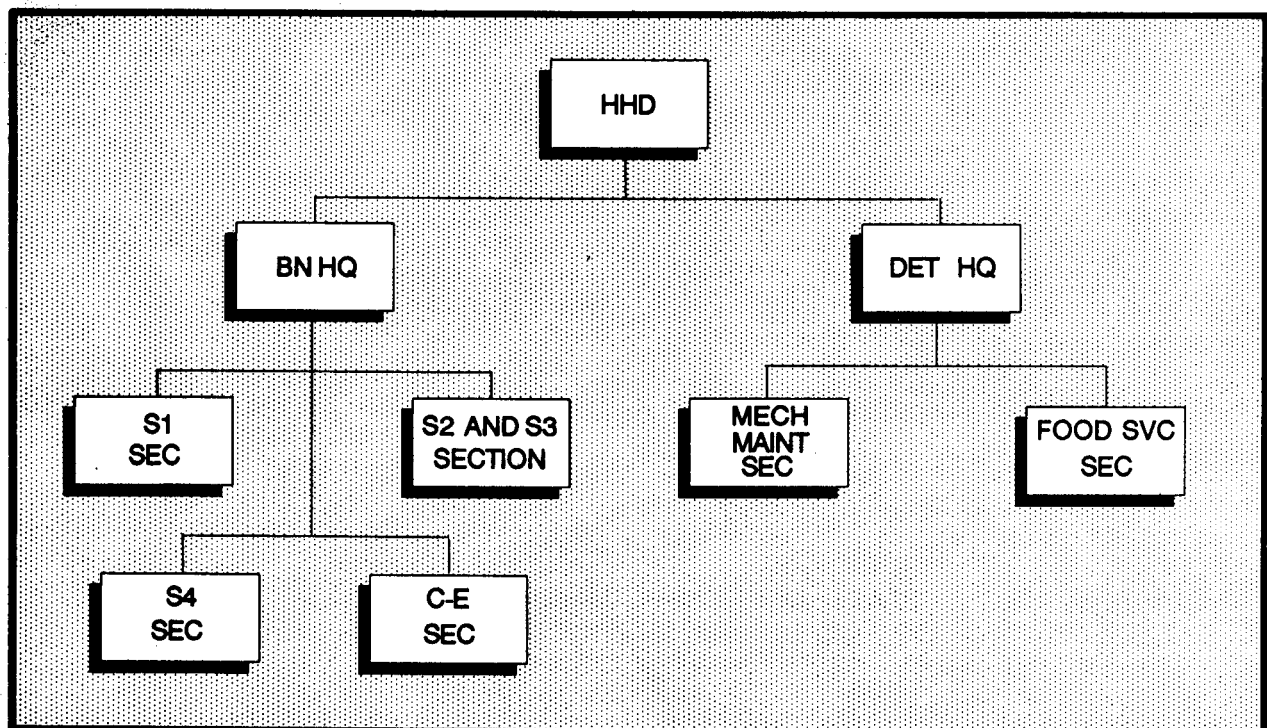 HHD
BN HQ
DET HQ
S1
SEC
S2 AND S3
SECTION
MECH
MAINT
SEC
FOOD SVC
SEC
S4
SEC
C-E
SEC